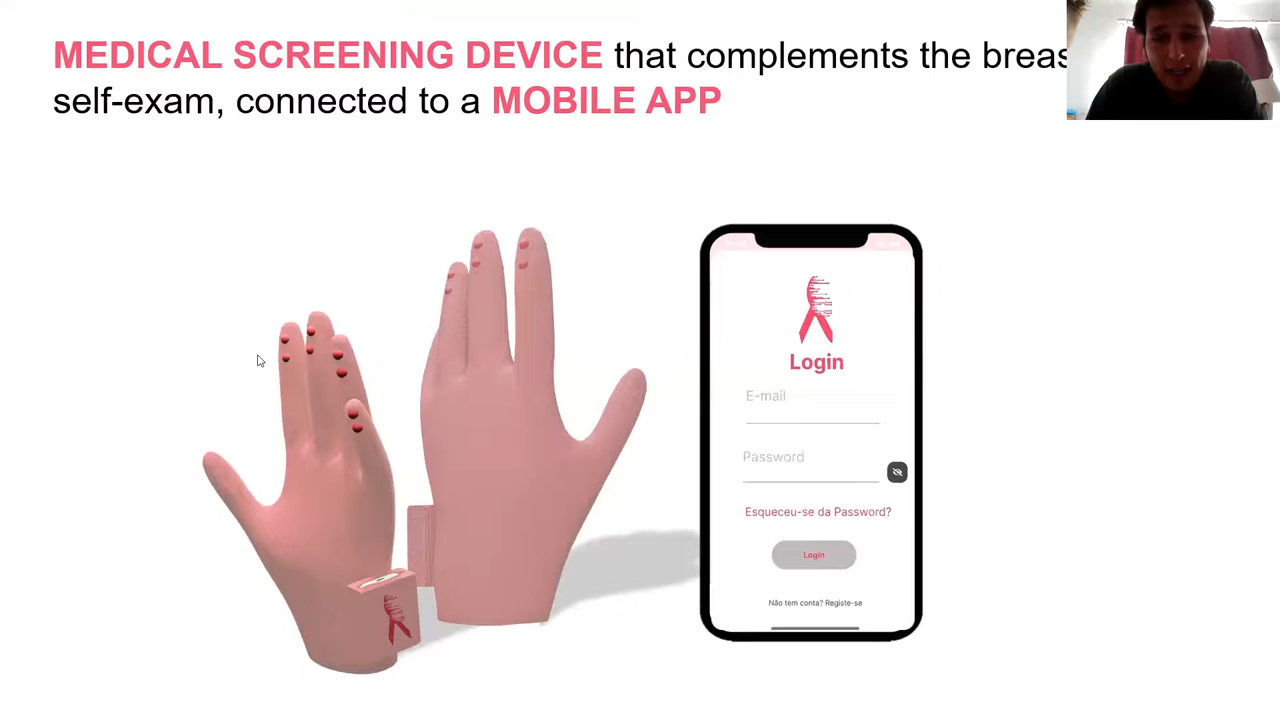 MEDICAL SCREENING DEVICE that complements the breas
self-exam, connected to a MOBILE APP
Login
E-mail
Password
Esqueceu-se da Password?
Login
Não tem conta? Registe-se